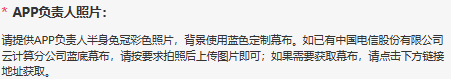 * APP负责人照片：
请提供APP负责人半身免冠彩色照片，背景使用蓝色定制幕布。如已有中国电信股份有限公司
云计算分公司蓝底幕布，请按要求拍照后上传图片即可；如果需要获取幕布，请点击下方链接
地址获取。